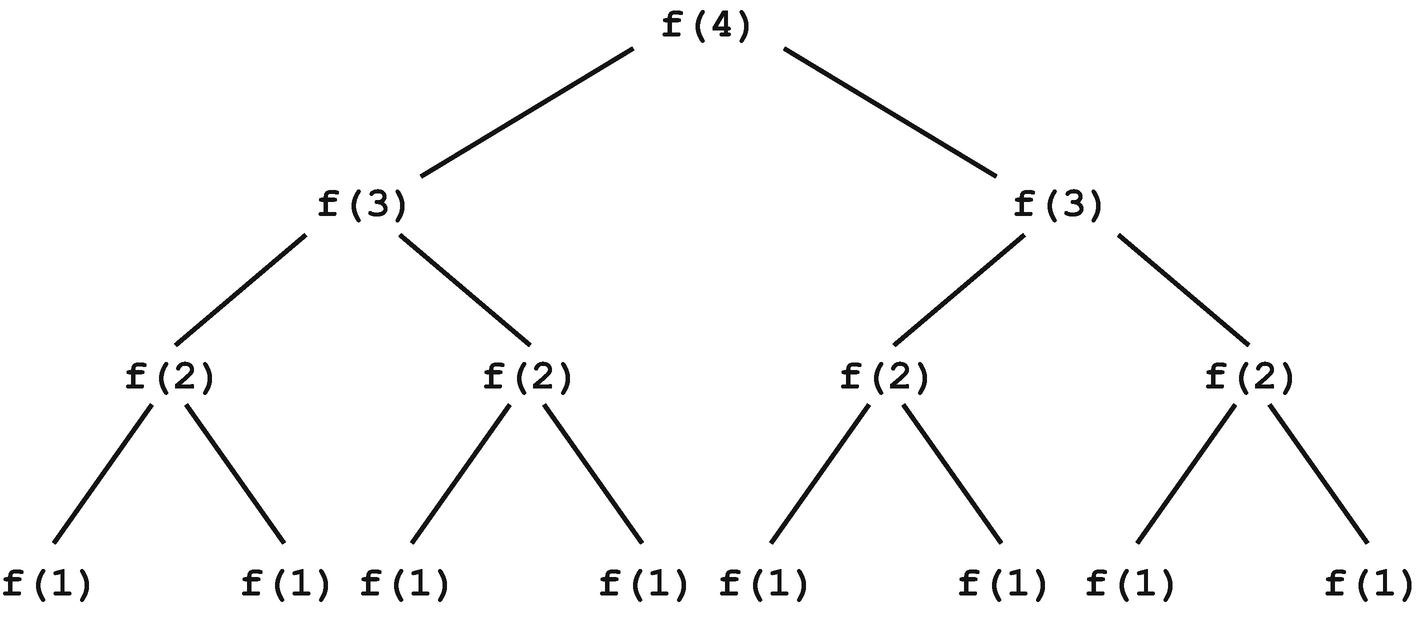 f(4)
f(3) f(3)
f(2) f(2) f(2) f(2)
f(1) f(1) f(1) f(1) f(1) f(1) f(1) f(1)